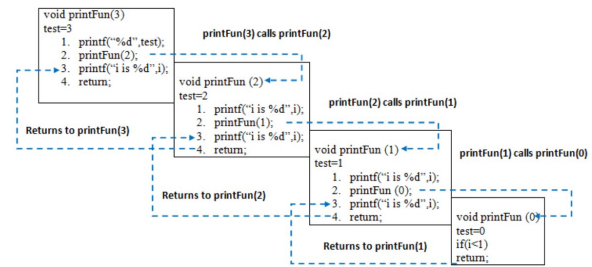 void printFun(3)
test=3
1. printf("%d",test);
2. printFun(2);
3. printf("i is %d",i);
4. return;
printFun(3) calls printFun(2)
Returns to printFun(3)
void printFun (2)
test=2
1. printf("i is %d",i);
2. printFun(1);
3. printf("i is %d",i);
4. return;
printFun(2) calls printFun(1)
Returns to printFun(2)
void printFun (1)
test=1
1. printf("i is %d",i);
2. printFun (0);
3. printf("i is %d",i);
4. return;
printFun(1) calls printFun(0)
Returns to printFun(1)
void printFun (0)
test=0
if(i<1)
return;